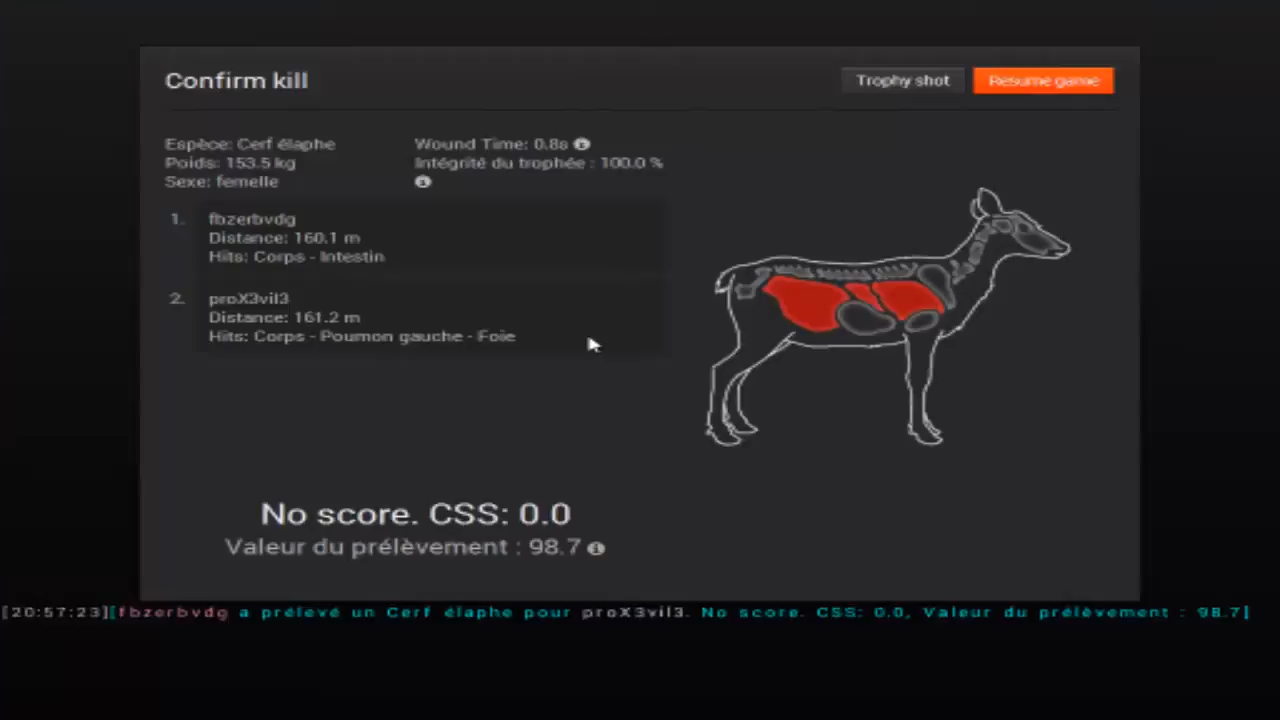 Confirm kill
Trophy shot
Resume game
Espèce: Cerf élaphe
Poids: 153.5 kg
Sexe: femelle
Wound Time: 0.8s
Intégrité du trophée : 100.0 %
1. fbzerbvdg
Distance: 160.1 m
Hits: Corps - Intestin
2. proX3vil3
Distance: 161.2 m
Hits: Corps - Poumon gauche - Foie
No score. CSS: 0.0
Valeur du prélèvement : 98.7
[20:57:23][fbzerbvdg a prélevé un Cerf élaphe pour proX3vil3. No score. CSS: 0.0, Valeur du prélèvement : 98.7]